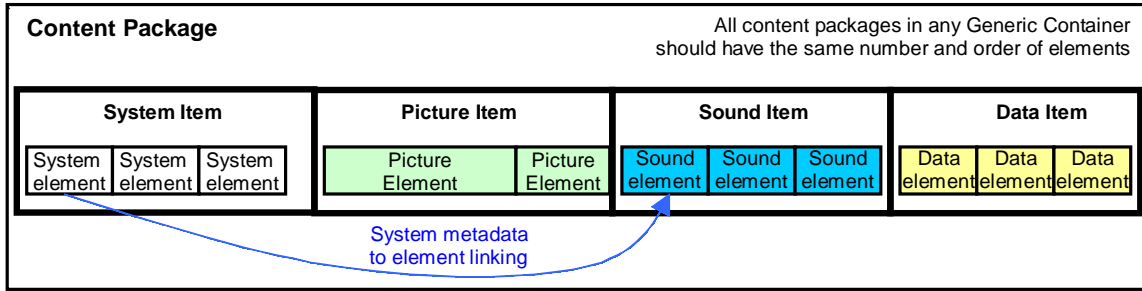 Content Package
All content packages in any Generic Container
should have the same number and order of elements
System Item
Picture Item
Sound Item
Data Item
System
element
System
element
System
element
Picture
Element
Picture
Element
Sound
element
Sound
element
Sound
element
Data
element
Data
element
Data
element
System metadata
to element linking